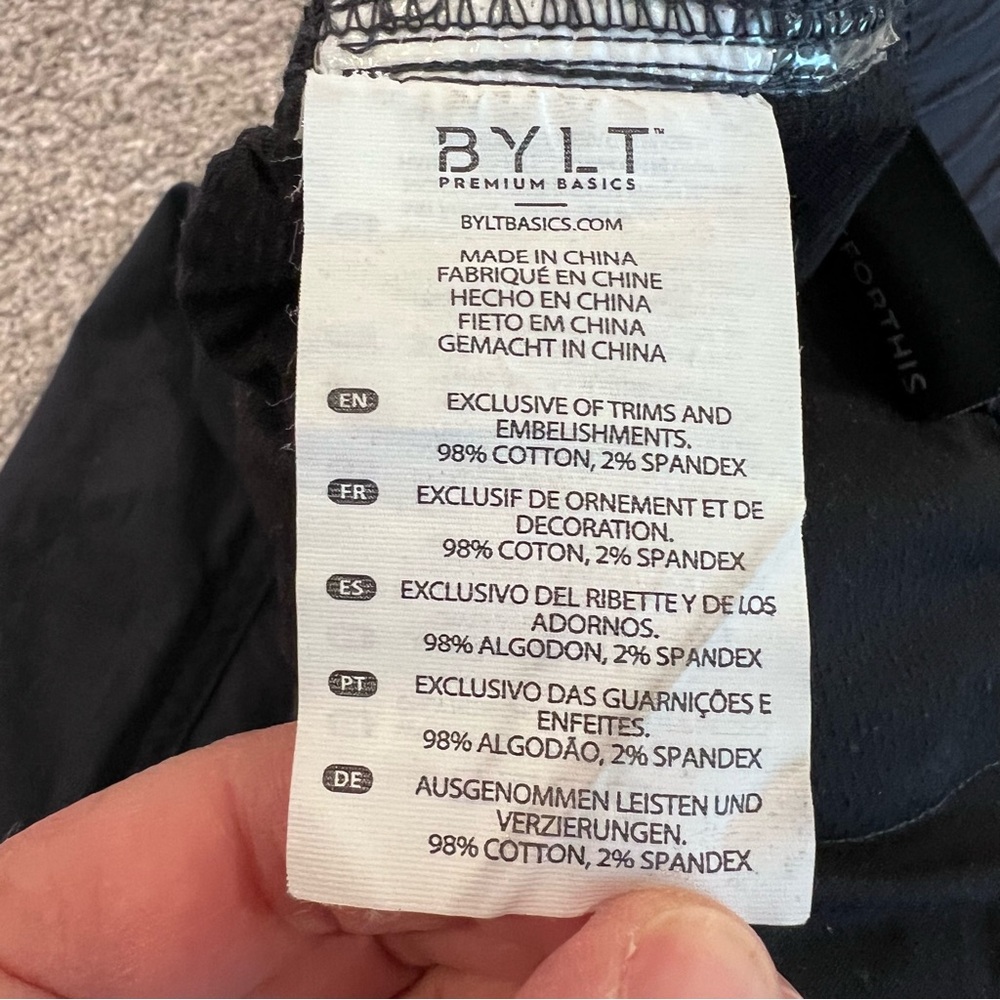 BYLT™
PREMIUM BASICS
BYLTBASICS.COM
MADE IN CHINA
FABRIQUÉ EN CHINE
HECHO EN CHINA
FIETO EM CHINA
GEMACHT IN CHINA
EN
EXCLUSIVE OF TRIMS AND
EMBELISHMENTS.
98% COTTON, 2% SPANDEX
FR
EXCLUSIF DE ORNEMENT ET DE
DECORATION.
98% COTON, 2% SPANDEX
ES
EXCLUSIVO DEL RIBETTE Y DE LOS
ADORNOS.
98% ALGODON, 2% SPANDEX
PT
EXCLUSIVO DAS GUARNIÇÕES E
ENFEITES.
98% ALGODÃO, 2% SPANDEX
DE
AUSGENOMMEN LEISTEN UND
VERZIERUNGEN.
98% COTTON, 2% SPANDEX
FORTHIS